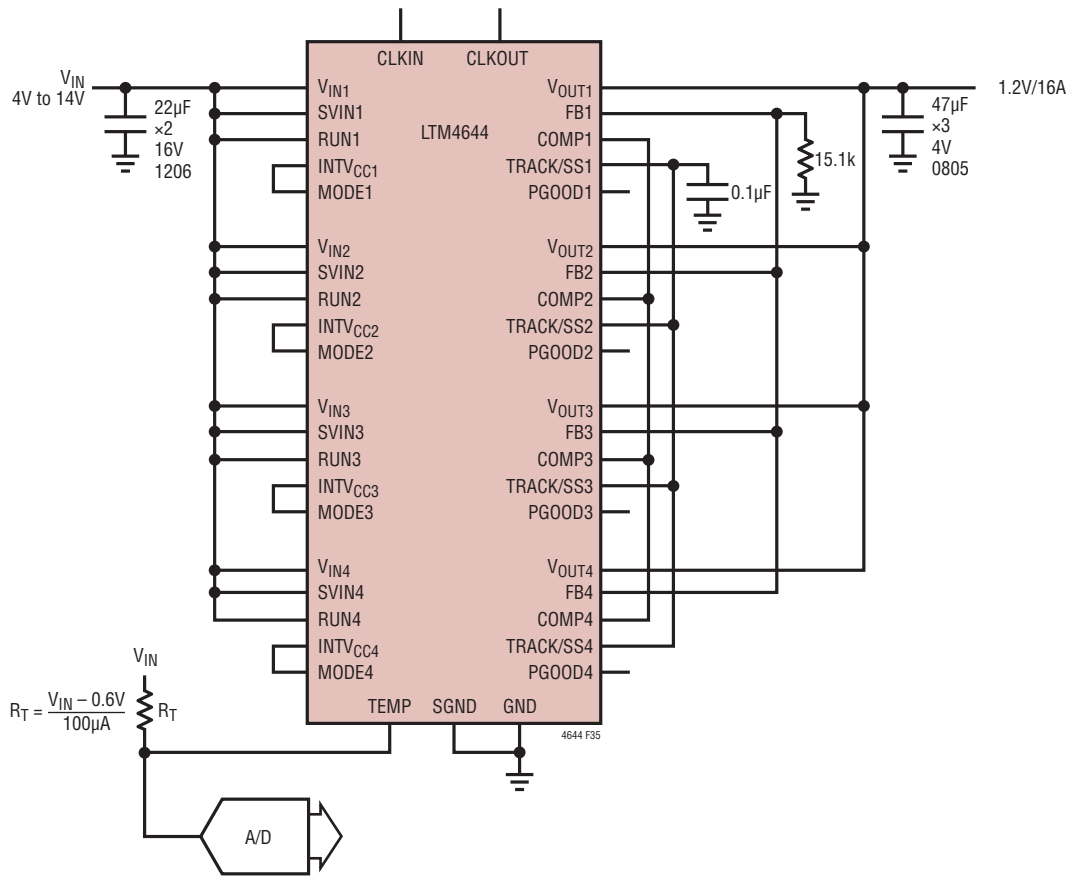 CLKIN CLKOUT
VIN
4V to 14V
22µF
×2
16V
1206
LTM4644
VIN1
SVIN1
RUN1
INTVCC1
MODE1
VIN2
SVIN2
RUN2
INTVCC2
MODE2
VIN3
SVIN3
RUN3
INTVCC3
MODE3
VIN4
SVIN4
RUN4
INTVCC4
MODE4
VOUT1
FB1
COMP1
TRACK/SS1
PGOOD1
VOUT2
FB2
COMP2
TRACK/SS2
PGOOD2
VOUT3
FB3
COMP3
TRACK/SS3
PGOOD3
VOUT4
FB4
COMP4
TRACK/SS4
PGOOD4
1.2V/16A
47µF
×3
4V
0805
15.1k
0.1µF
TEMP SGND GND
4644 F35
VIN
RT = VIN – 0.6V
100µA
RT
A/D